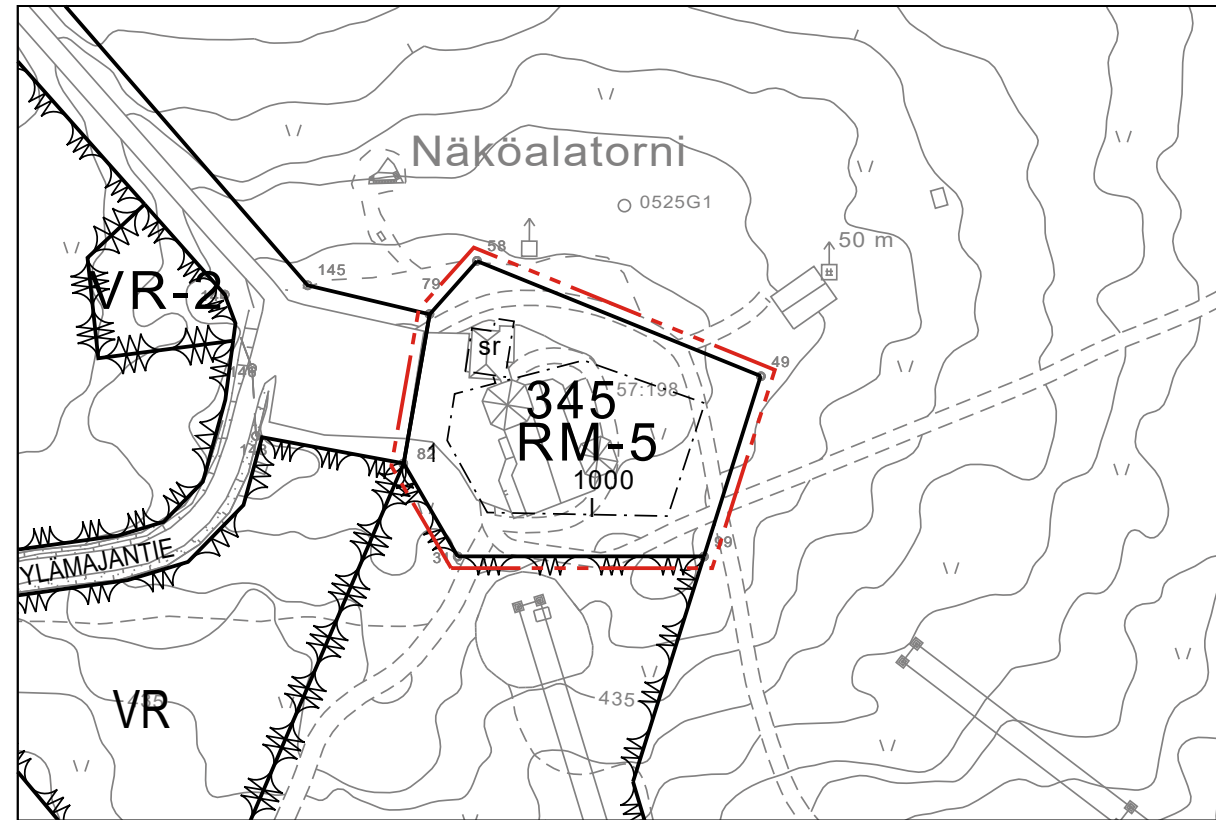 Näköalatorni
0525G1
50 m
58
145
79
VR-2
sr
49
345
57:198
RM-5
82
I
1000
I
99
3
YLÄMAJANTIE
435
435
VR